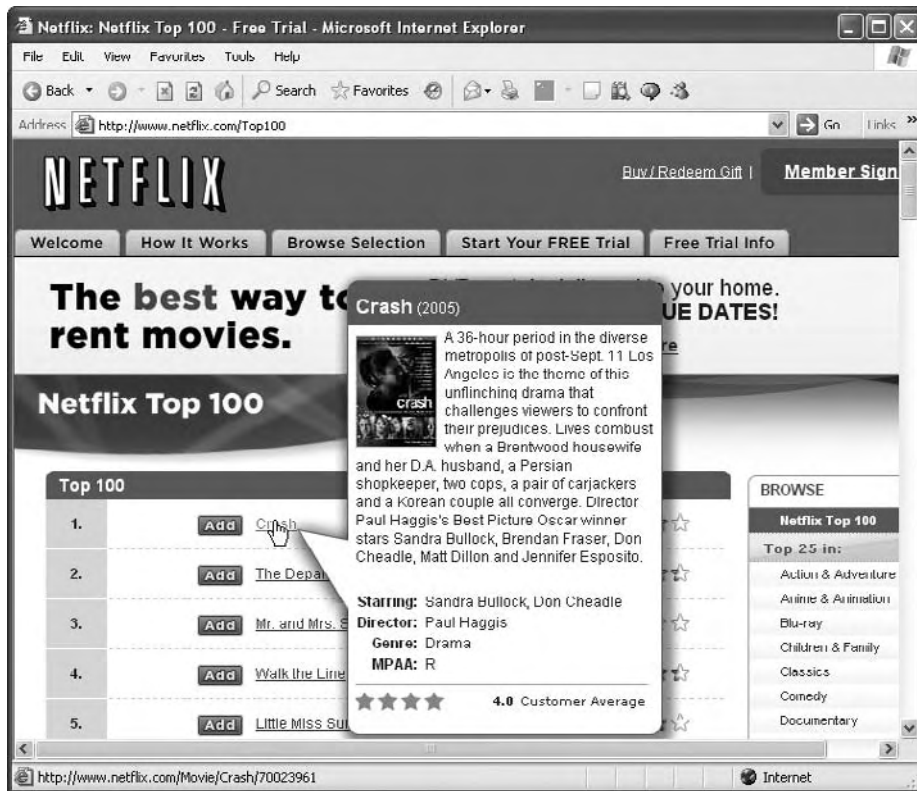 Netflix: Netflix Top 100 - Free Trial - Microsoft Internet Explorer
File Edit View Favorites Tools Help
Back Search Favorites
Address http://www.netflix.com/Top100 Go Links »
NETFLIX
Buy / Redeem Gift | Member Sign
Welcome How It Works Browse Selection Start Your FREE Trial Free Trial Info
The best way to
rent movies.
your home.
UE DATES!
re
Netflix Top 100
Crash (2005)
A 36-hour period in the diverse
metropolis of post-Sept. 11 Los
Angeles is the theme of this
unflinching drama that
challenges viewers to confront
their prejudices. Lives combust
when a Brentwood housewife
and her D.A. husband, a Persian
shopkeeper, two cops, a pair of carjackers
and a Korean couple all converge. Director
Paul Haggis's Best Picture Oscar winner
stars Sandra Bullock, Brendan Fraser, Don
Cheadle, Matt Dillon and Jennifer Esposito.
crash
Starring: Sandra Bullock, Don Cheadle
Director: Paul Haggis
Genre: Drama
MPAA: R
4.0 Customer Average
Top 100
1. Add Crash
2. Add The Depar
3. Add Mr. and Mrs. S
4. Add Walk the Line
5. Add Little Miss Sun
BROWSE
Netflix Top 100
Top 25 in:
Action & Adventure
Anime & Animation
Blu-ray
Children & Family
Classics
Comedy
Documentary
http://www.netflix.com/Movie/Crash/70023961 Internet